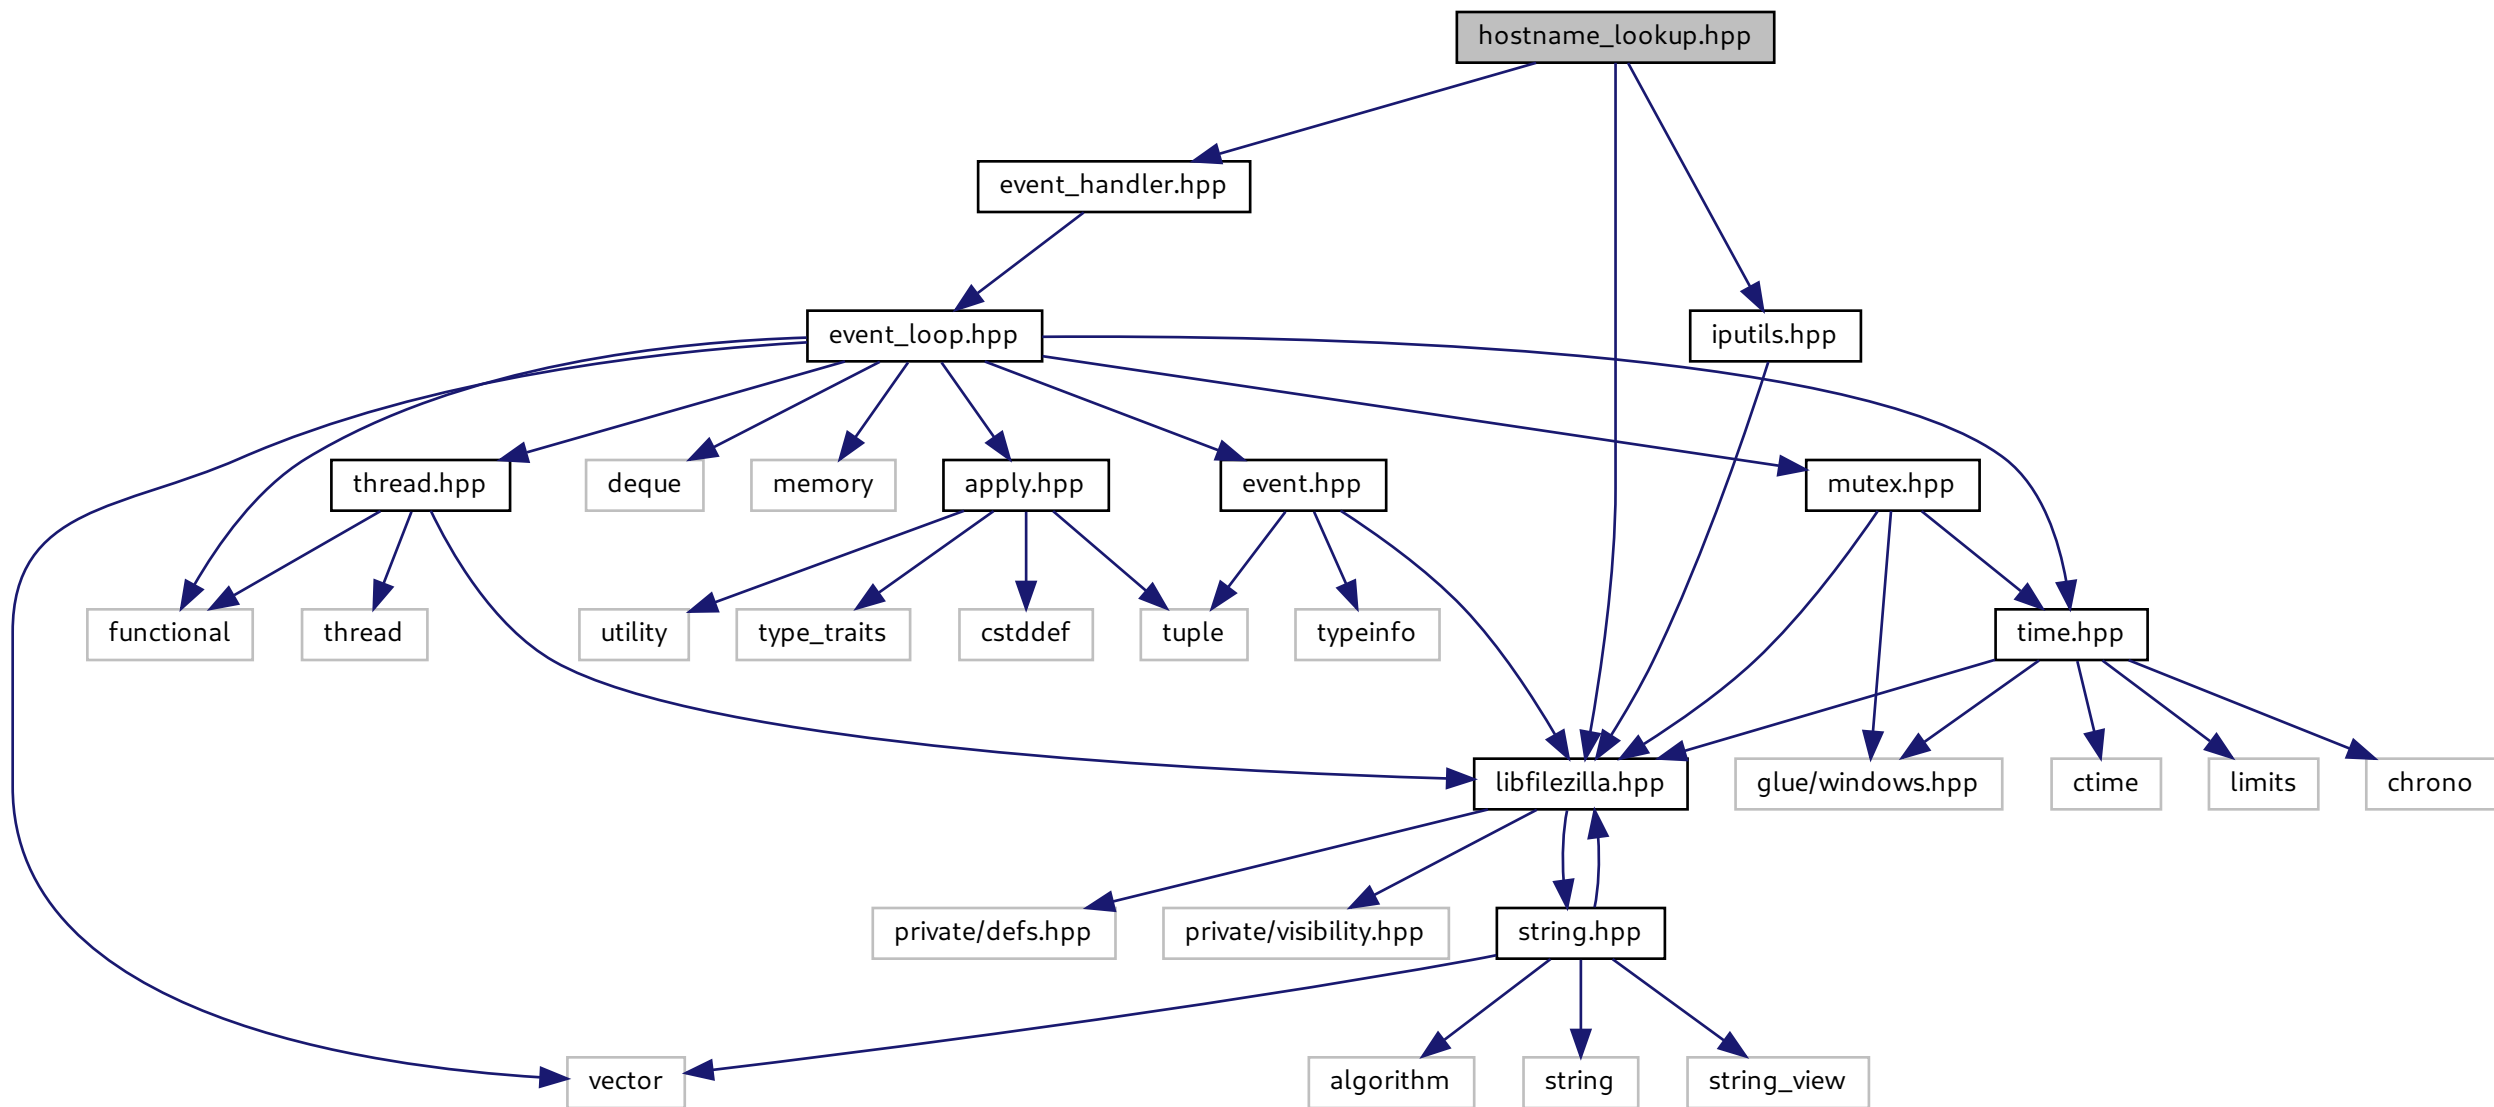 hostname_lookup.hpp
event_handler.hpp
event_loop.hpp
iputils.hpp
thread.hpp
deque
memory
apply.hpp
event.hpp
mutex.hpp
functional
thread
utility
type_traits
cstddef
tuple
typeinfo
time.hpp
libfilezilla.hpp
glue/windows.hpp
ctime
limits
chrono
private/defs.hpp
private/visibility.hpp
string.hpp
vector
algorithm
string
string_view